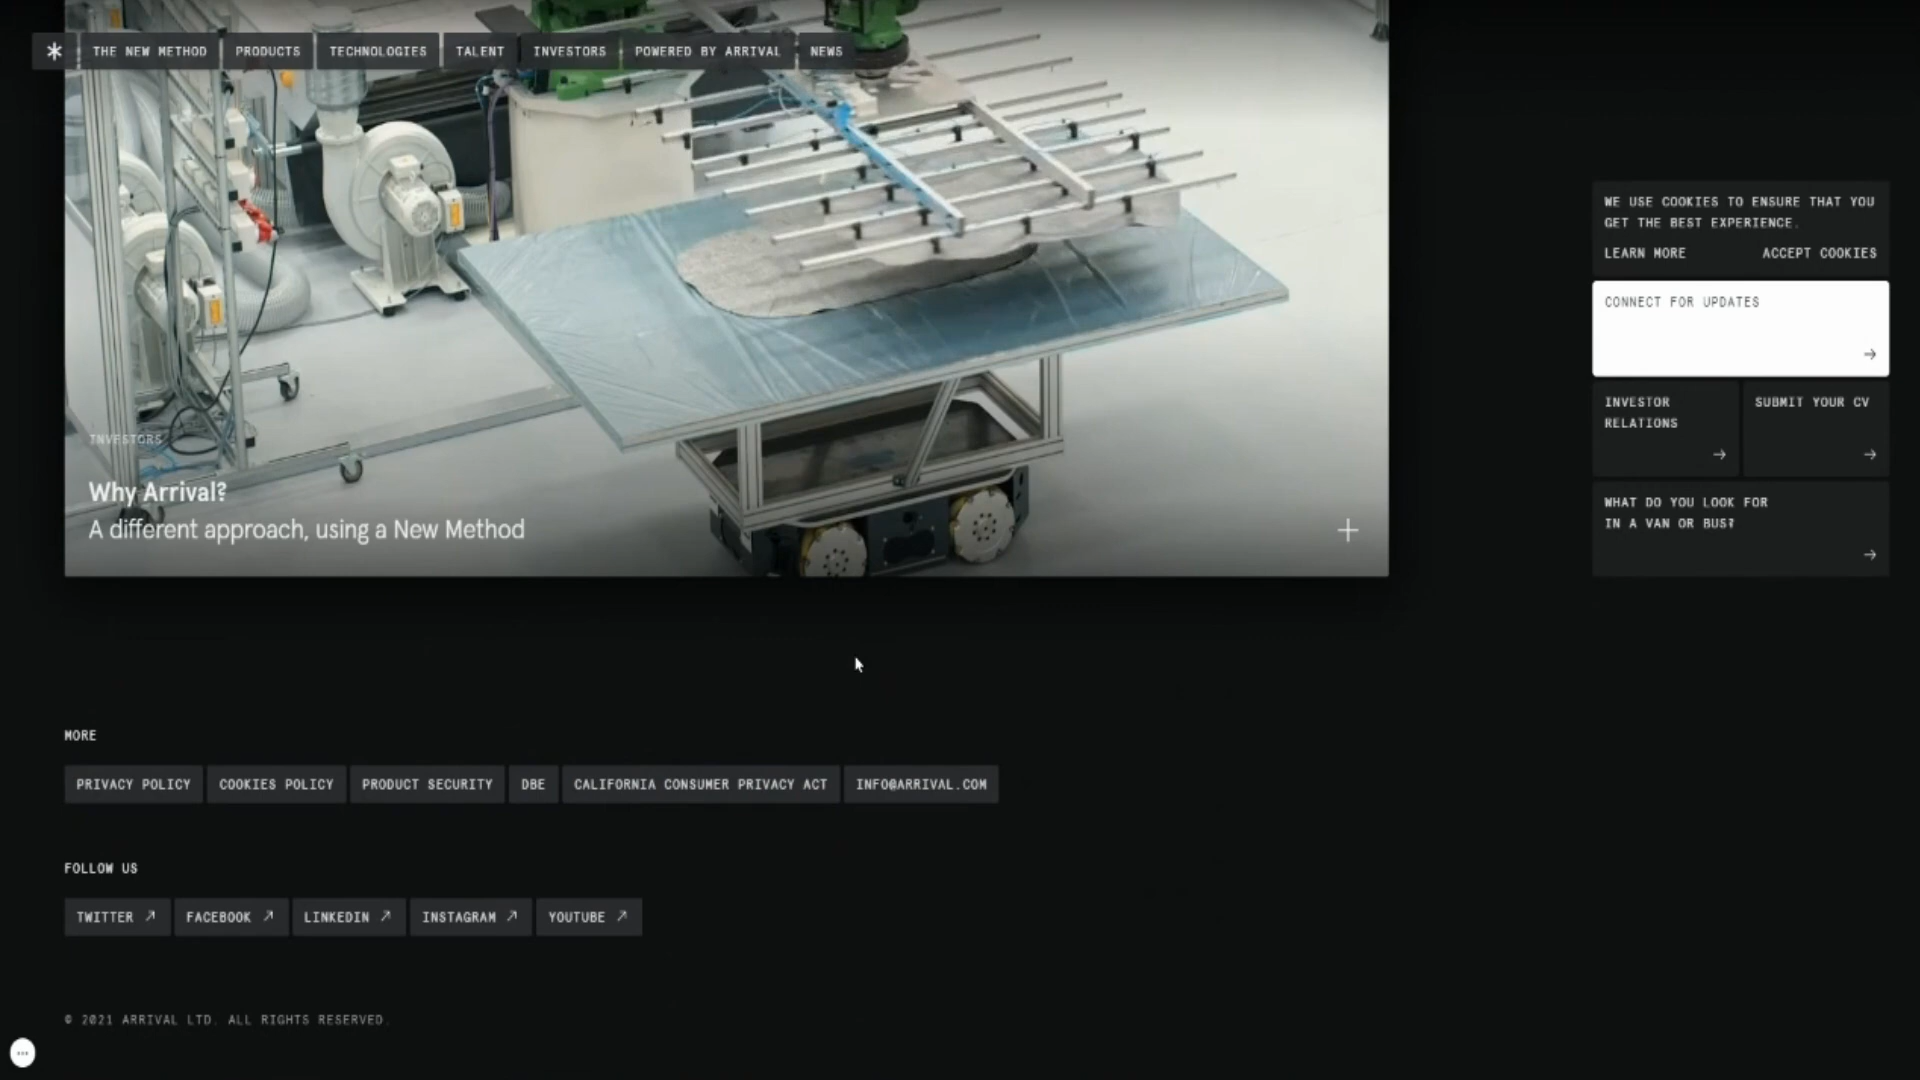 THE NEW METHOD
PRODUCTS
TECHNOLOGIES
TALENT
INVESTORS
POWERED BY ARRIVAL
NEWS
INVESTORS
Why Arrival?
A different approach, using a New Method
WE USE COOKIES TO ENSURE THAT YOU
GET THE BEST EXPERIENCE.
LEARN MORE
ACCEPT COOKIES
CONNECT FOR UPDATES
INVESTOR
RELATIONS
SUBMIT YOUR CV
WHAT DO YOU LOOK FOR
IN A VAN OR BUS?
MORE
PRIVACY POLICY
COOKIES POLICY
PRODUCT SECURITY
DBE
CALIFORNIA CONSUMER PRIVACY ACT
INFO@ARRIVAL.COM
FOLLOW US
TWITTER
FACEBOOK
LINKEDIN
INSTAGRAM
YOUTUBE
© 2021 ARRIVAL LTD. ALL RIGHTS RESERVED.